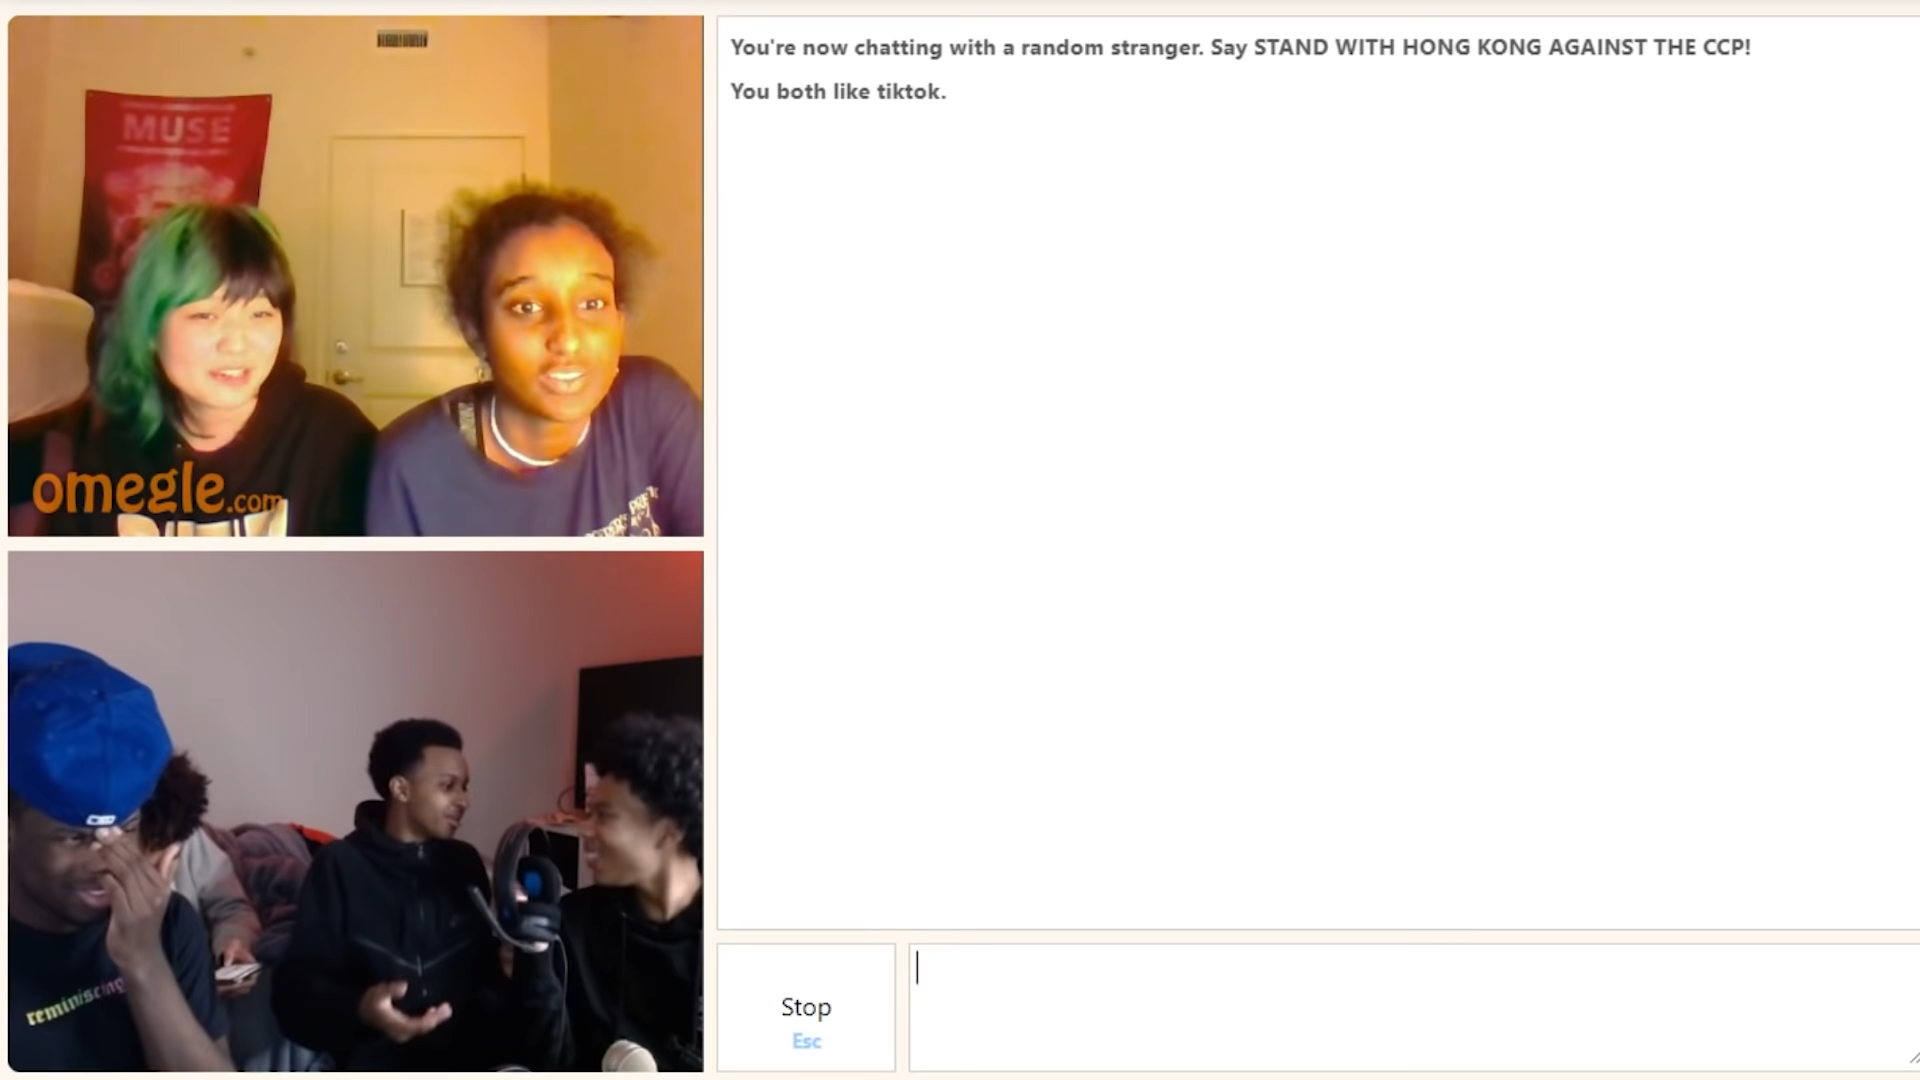 MUSE
omegle.com
reminiscing
You're now chatting with a random stranger. Say STAND WITH HONG KONG AGAINST THE CCP!
You both like tiktok.
Stop
Esc